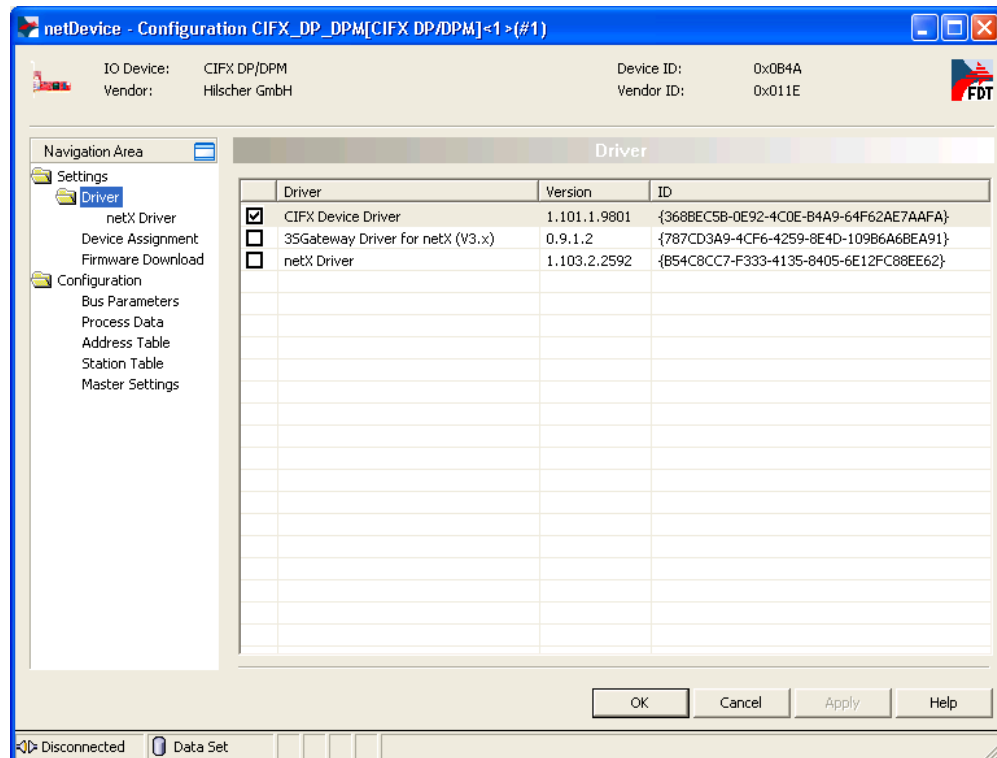 netDevice - Configuration CIFX_DP_DPM[CIFX DP/DPM]<1>(#1)
IO Device: CIFX DP/DPM Device ID: 0x0B4A
Vendor: Hilscher GmbH Vendor ID: 0x011E
FDT
Navigation Area
Driver
Settings
Driver
netX Driver
Device Assignment
Firmware Download
Configuration
Bus Parameters
Process Data
Address Table
Station Table
Master Settings
Driver Version ID
CIFX Device Driver 1.101.1.9801 {368BEC5B-0E92-4C0E-B4A9-64F62AE7AAFA}
3SGateway Driver for netX (V3.x) 0.9.1.2 {787CD3A9-4CF6-4259-8E4D-109B6A6BEA91}
netX Driver 1.103.2.2592 {B54C8CC7-F333-4135-8405-6E12FC88EE62}
OK Cancel Apply Help
Disconnected Data Set